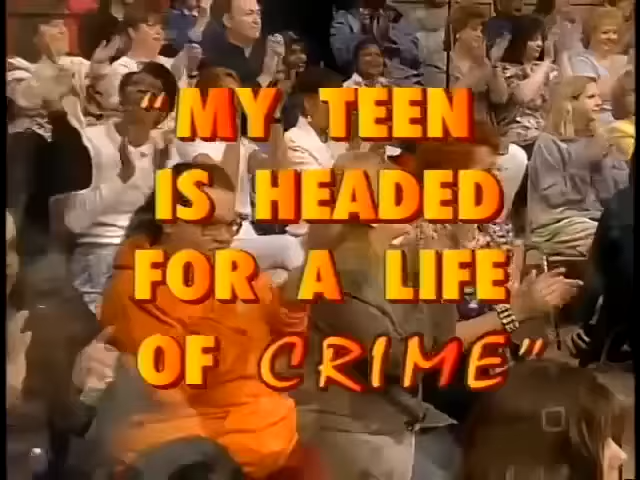 "MY TEEN
IS HEADED
FOR A LIFE
OF CRIME"